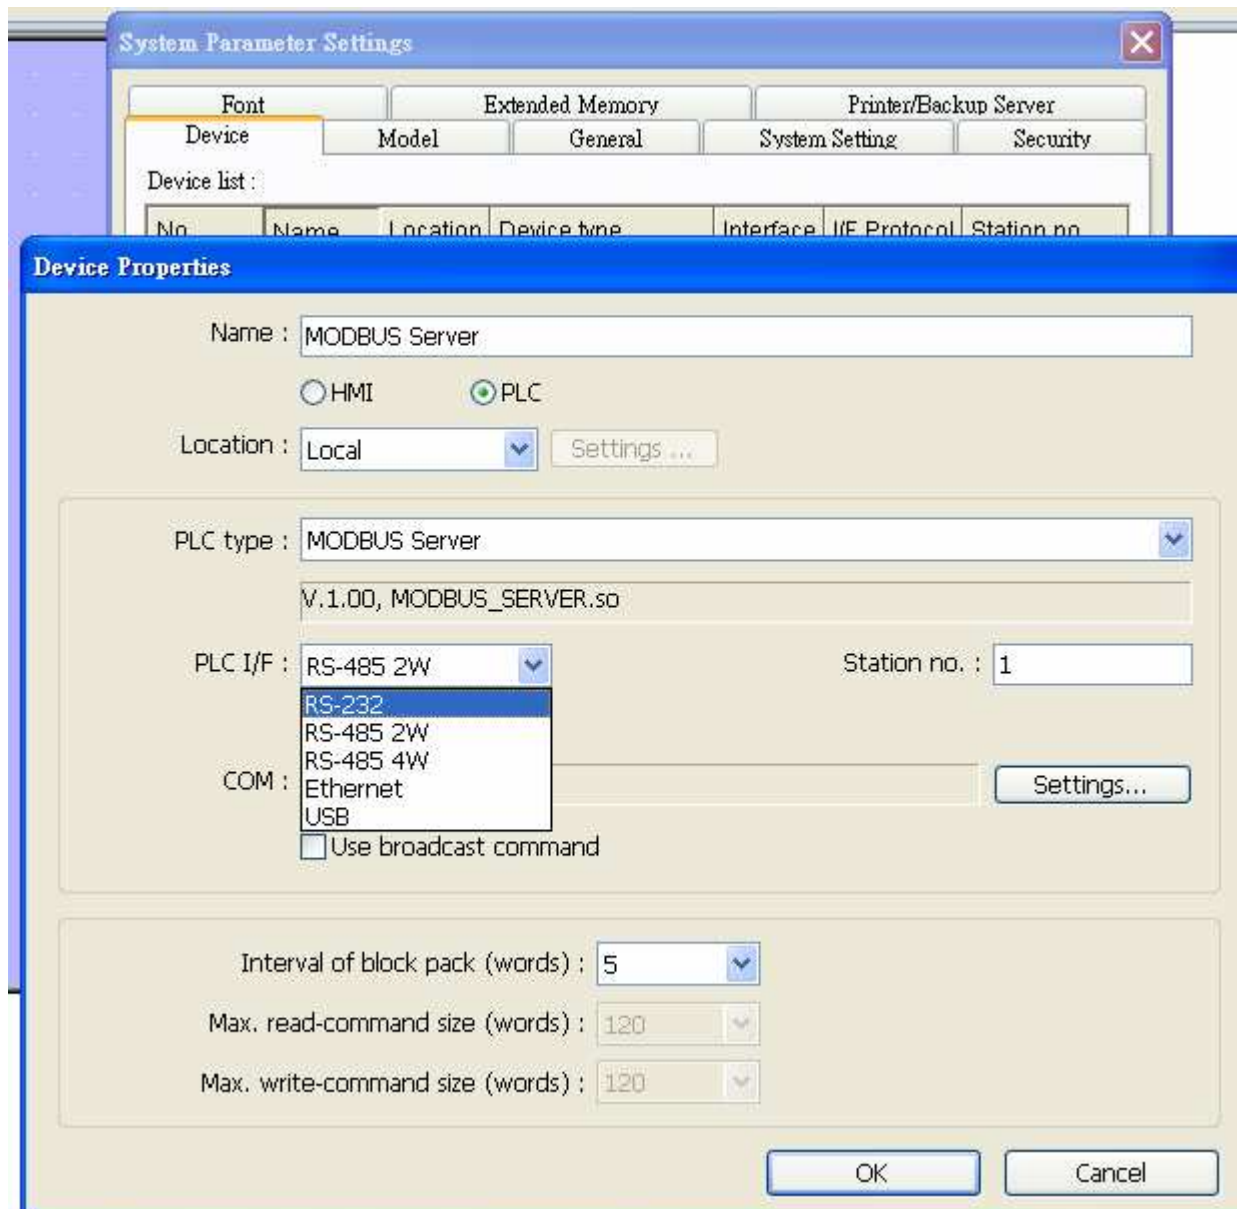 System Parameter Settings
Font Extended Memory Printer/Backup Server
Device Model General System Setting Security
Device list :
No. Name Location Device type Interface I/F Protocol Station no.
Device Properties
Name : MODBUS Server
HMI PLC
Location : Local Settings ...
PLC type : MODBUS Server
V.1.00, MODBUS_SERVER.so
PLC I/F : RS-485 2W Station no. : 1
RS-232
RS-485 2W
RS-485 4W
COM : Ethernet Settings...
USB
Use broadcast command
Interval of block pack (words) : 5
Max. read-command size (words) : 120
Max. write-command size (words) : 120
OK Cancel